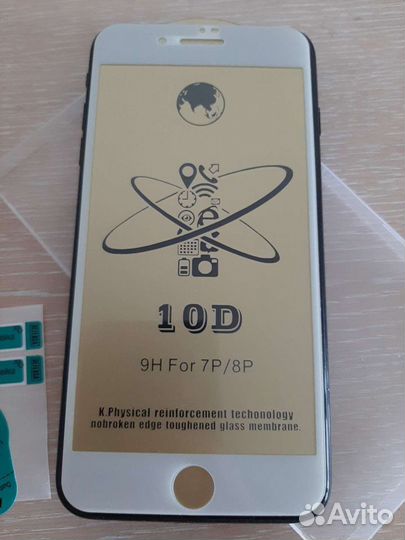 10D
9H For 7P/8P
K.Physical reinforcement techonology
nobroken edge toughened glass membrane.
Avito